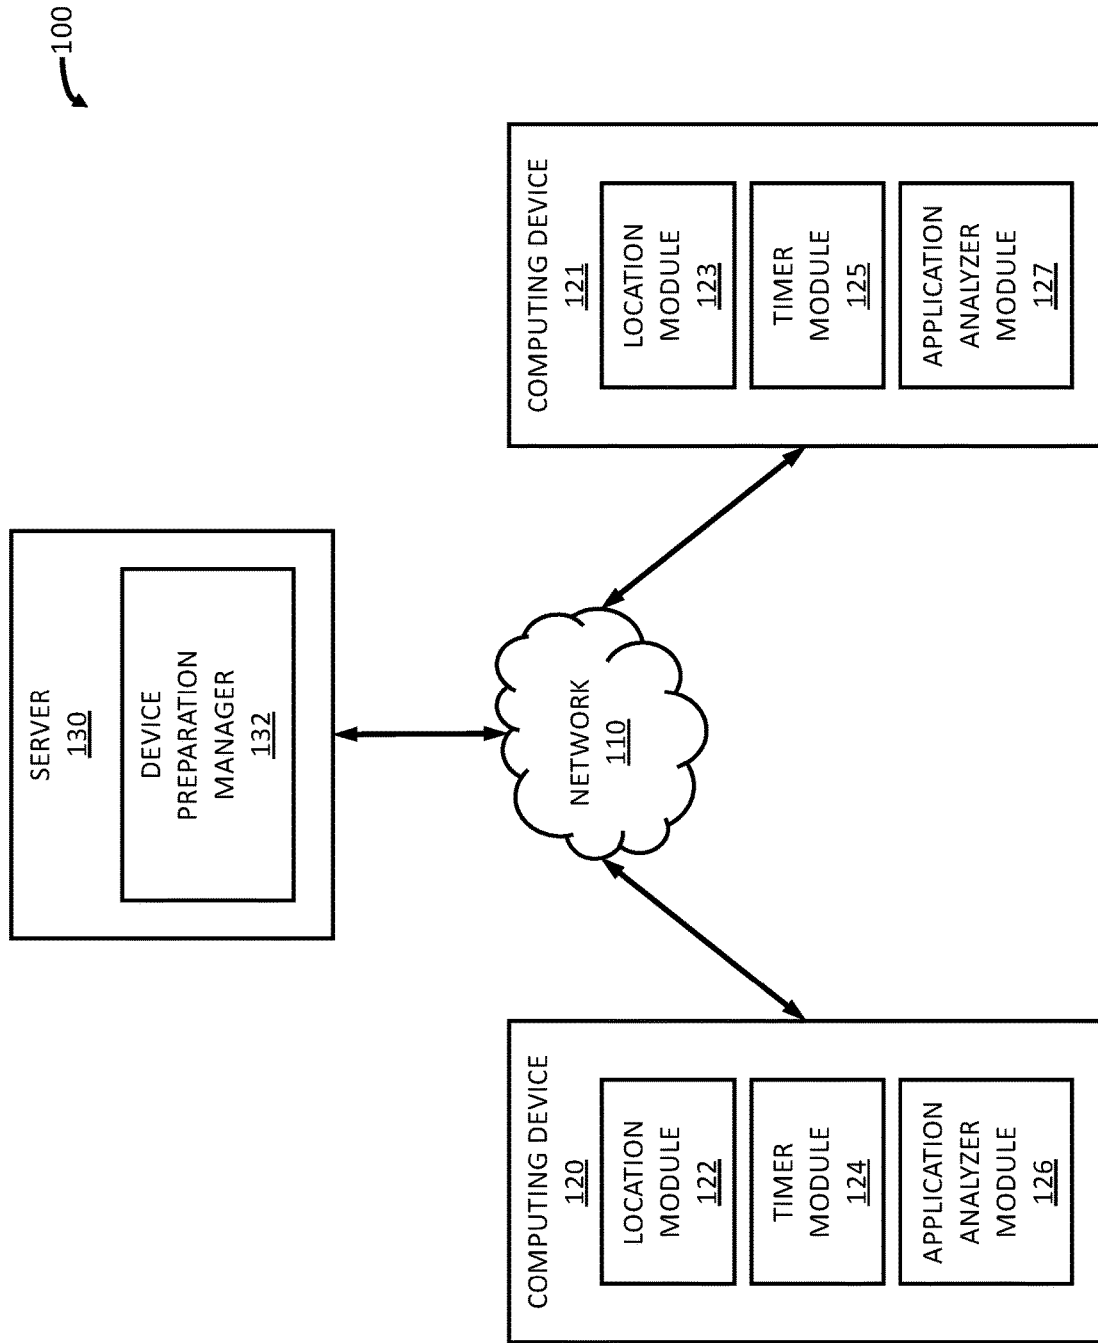 100
SERVER
130
DEVICE
PREPARATION
MANAGER
132
NETWORK
110
COMPUTING DEVICE
120
LOCATION
MODULE
122
TIMER
MODULE
124
APPLICATION
ANALYZER
MODULE
126
COMPUTING DEVICE
121
LOCATION
MODULE
123
TIMER
MODULE
125
APPLICATION
ANALYZER
MODULE
127